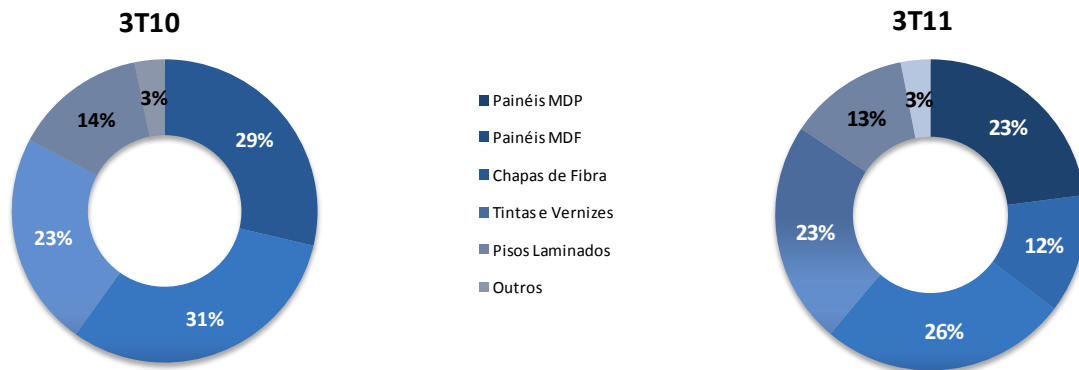 3T10
3%
14%
29%
23%
31%
Painéis MDP
Painéis MDF
Chapas de Fibra
Tintas e Vernizes
Pisos Laminados
Outros
3T11
3%
13%
23%
23%
12%
26%